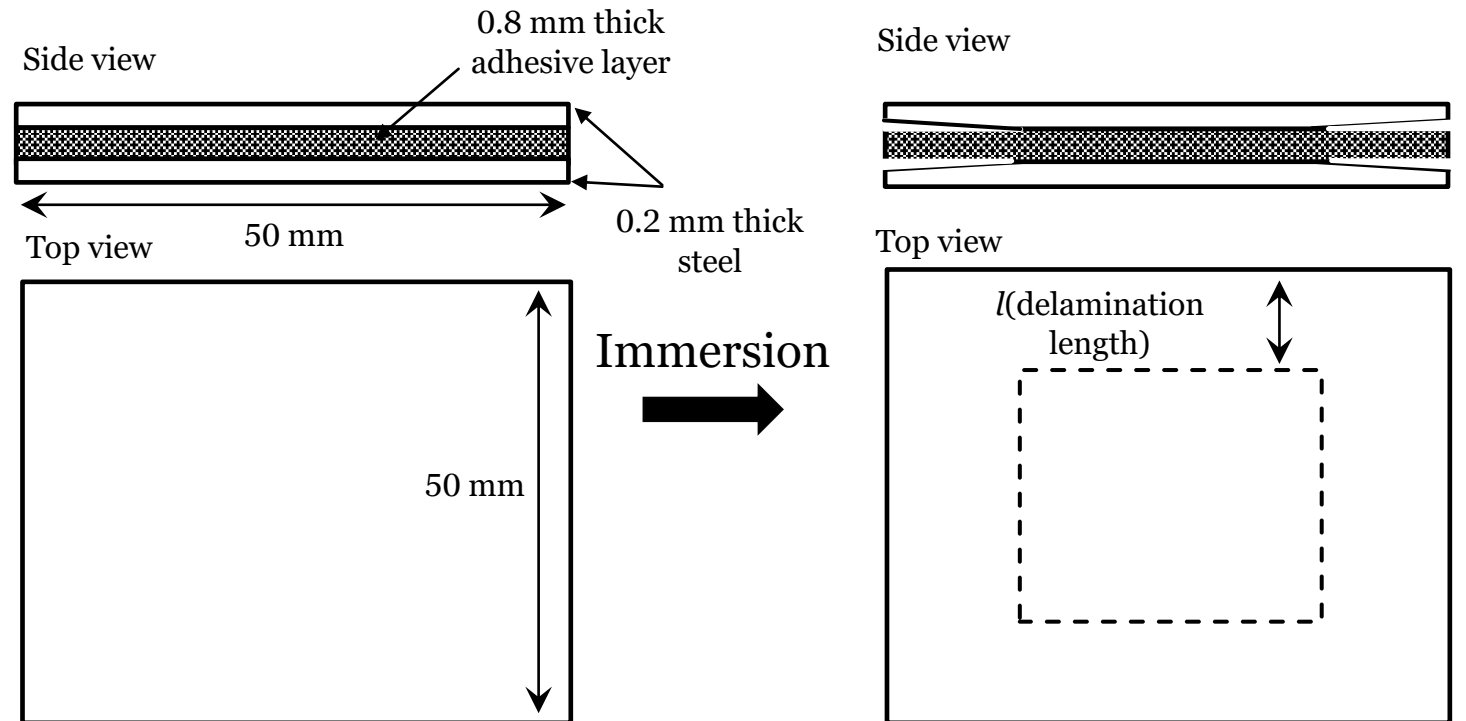 Side view
0.8 mm thick
adhesive layer
50 mm
0.2 mm thick
steel
Top view
50 mm
Immersion
Side view
Top view
l(delamination
length)